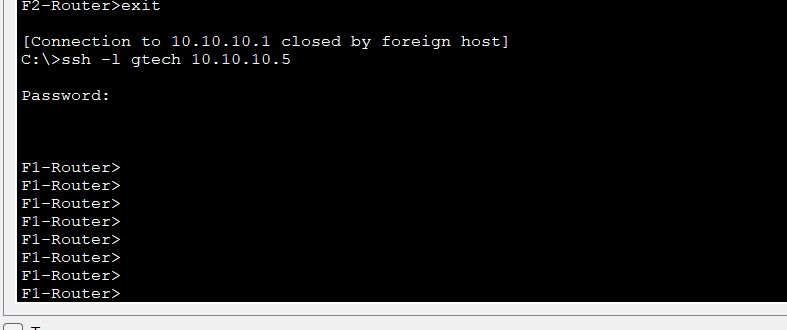 F2-Router>exit
[Connection to 10.10.10.1 closed by foreign host]
C:\>ssh -l gtech 10.10.10.5
Password:
F1-Router>
F1-Router>
F1-Router>
F1-Router>
F1-Router>
F1-Router>
F1-Router>
F1-Router>